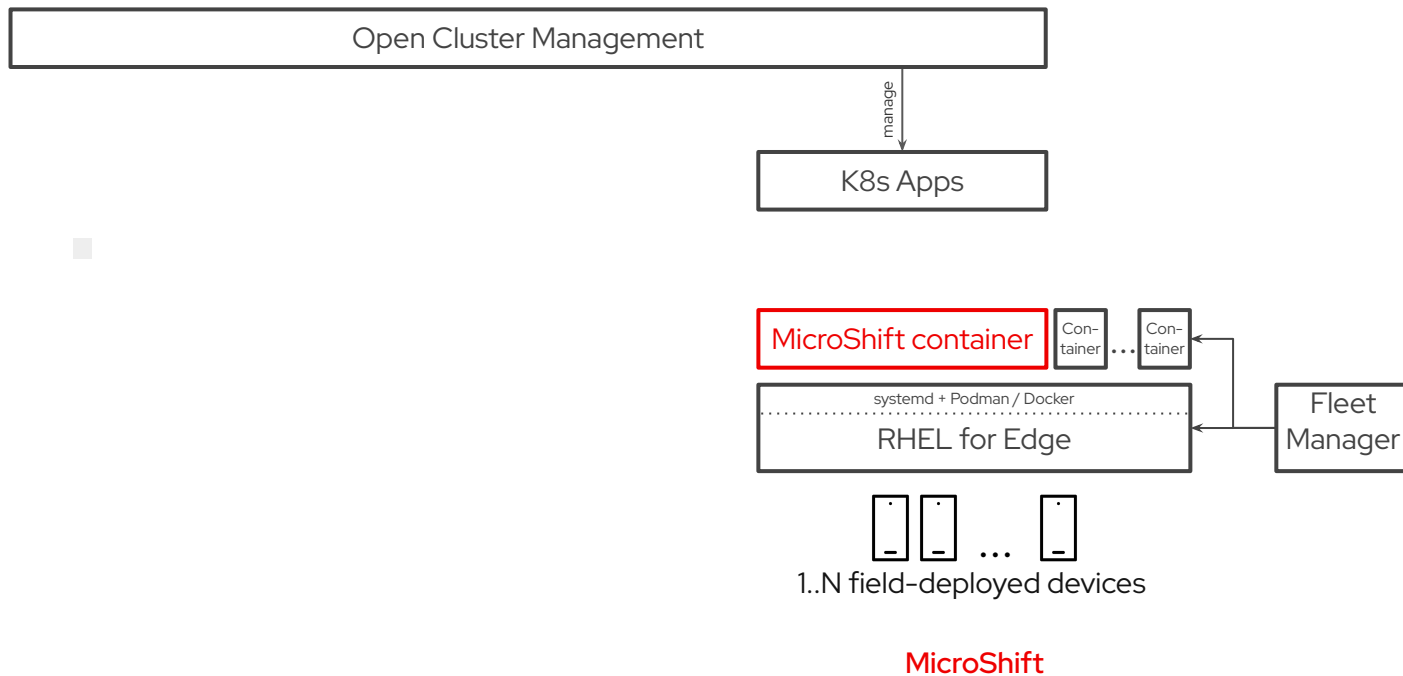 Open Cluster Management
manage
K8s Apps
MicroShift container
Con-
tainer
...
Con-
tainer
systemd + Podman / Docker
RHEL for Edge
Fleet
Manager
...
1..N field-deployed devices
MicroShift